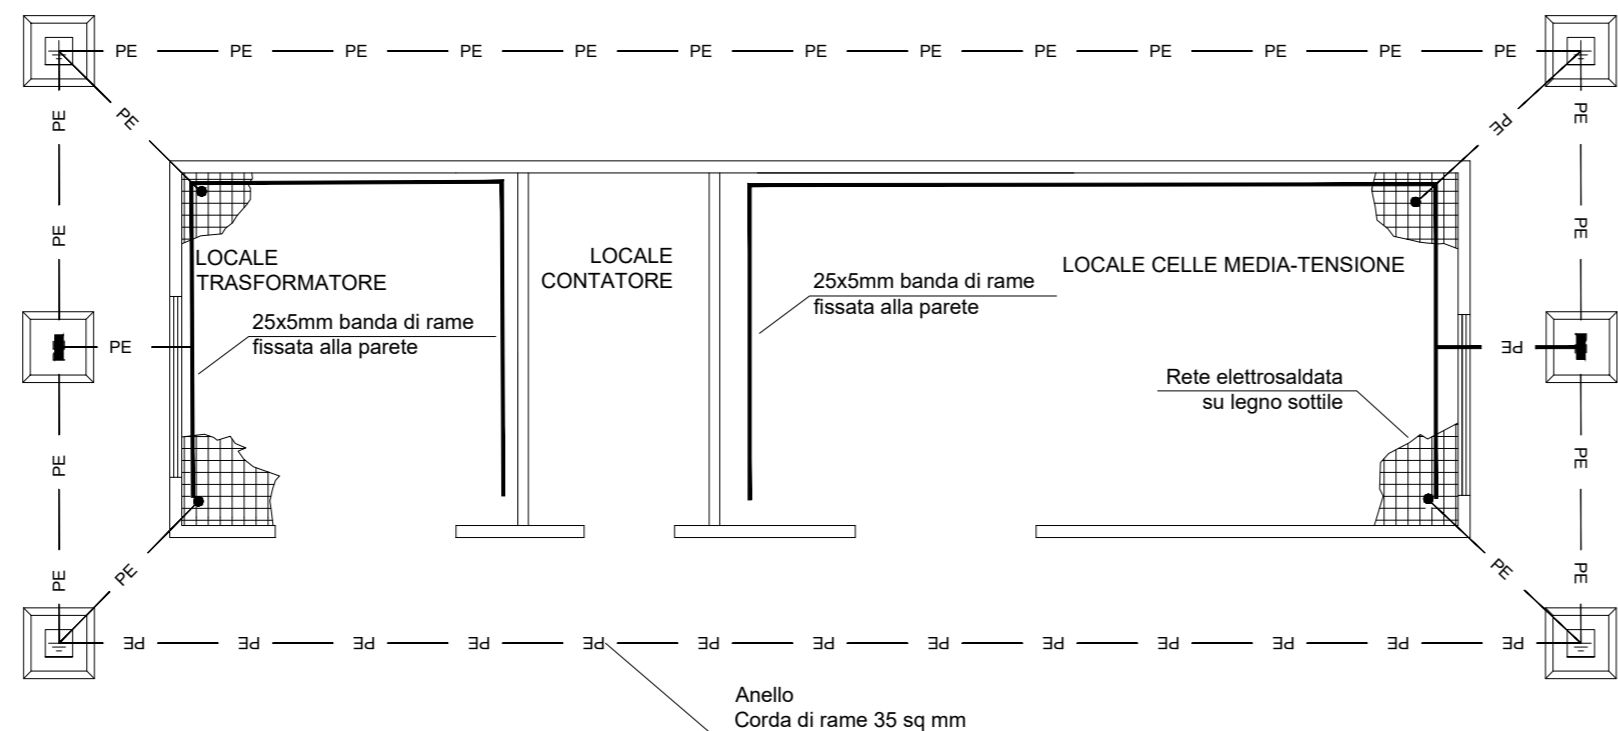 PE PE PE PE PE PE PE PE PE PE PE PE PE
PE PE PE PE
PE PE
LOCALE
TRASFORMATORE
LOCALE
CONTATORE
LOCALE CELLE MEDIA-TENSIONE
25x5mm banda di rame
fissata alla parete
25x5mm banda di rame
fissata alla parete
PE PE
Rete elettrosaldata
su legno sottile
PE PE
PE PE PE PE
PE PE PE PE PE PE PE PE PE PE PE PE PE
Anello
Corda di rame 35 sq mm